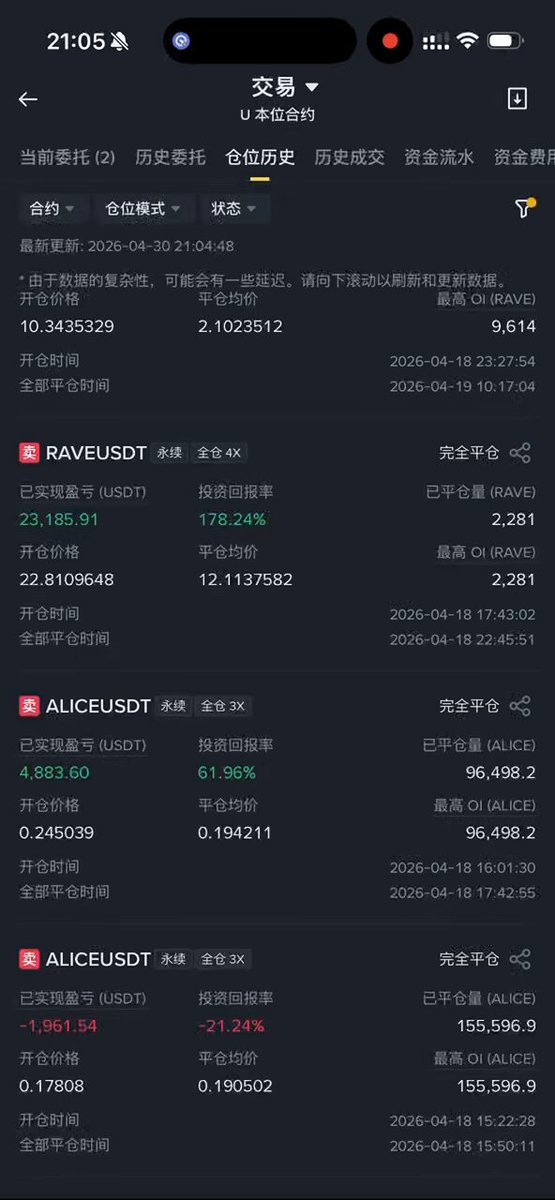 21:05
交易
U 本位合约
当前委托 (2) 历史委托 仓位历史 历史成交 资金流水 资金费用
合约 仓位模式 状态
最新更新: 2026-04-30 21:04:48
* 由于数据的复杂性，可能会有一些延迟。请向下滚动以刷新和更新数据。
开仓价格 平仓均价 最高 OI (RAVE)
10.3435329 2.1023512 9,614
开仓时间 2026-04-18 23:27:54
全部平仓时间 2026-04-19 10:17:04
卖 RAVEUSDT 永续 全仓 4X 完全平仓
已实现盈亏 (USDT) 投资回报率 已平仓量 (RAVE)
23,185.91 178.24% 2,281
开仓价格 平仓均价 最高 OI (RAVE)
22.8109648 12.1137582 2,281
开仓时间 2026-04-18 17:43:02
全部平仓时间 2026-04-18 22:45:51
卖 ALICEUSDT 永续 全仓 3X 完全平仓
已实现盈亏 (USDT) 投资回报率 已平仓量 (ALICE)
4,883.60 61.96% 96,498.2
开仓价格 平仓均价 最高 OI (ALICE)
0.245039 0.194211 96,498.2
开仓时间 2026-04-18 16:01:30
全部平仓时间 2026-04-18 17:42:55
卖 ALICEUSDT 永续 全仓 3X 完全平仓
已实现盈亏 (USDT) 投资回报率 已平仓量 (ALICE)
-1,961.54 -21.24% 155,596.9
开仓价格 平仓均价 最高 OI (ALICE)
0.17808 0.190502 155,596.9
开仓时间 2026-04-18 15:22:28
全部平仓时间 2026-04-18 15:50:11